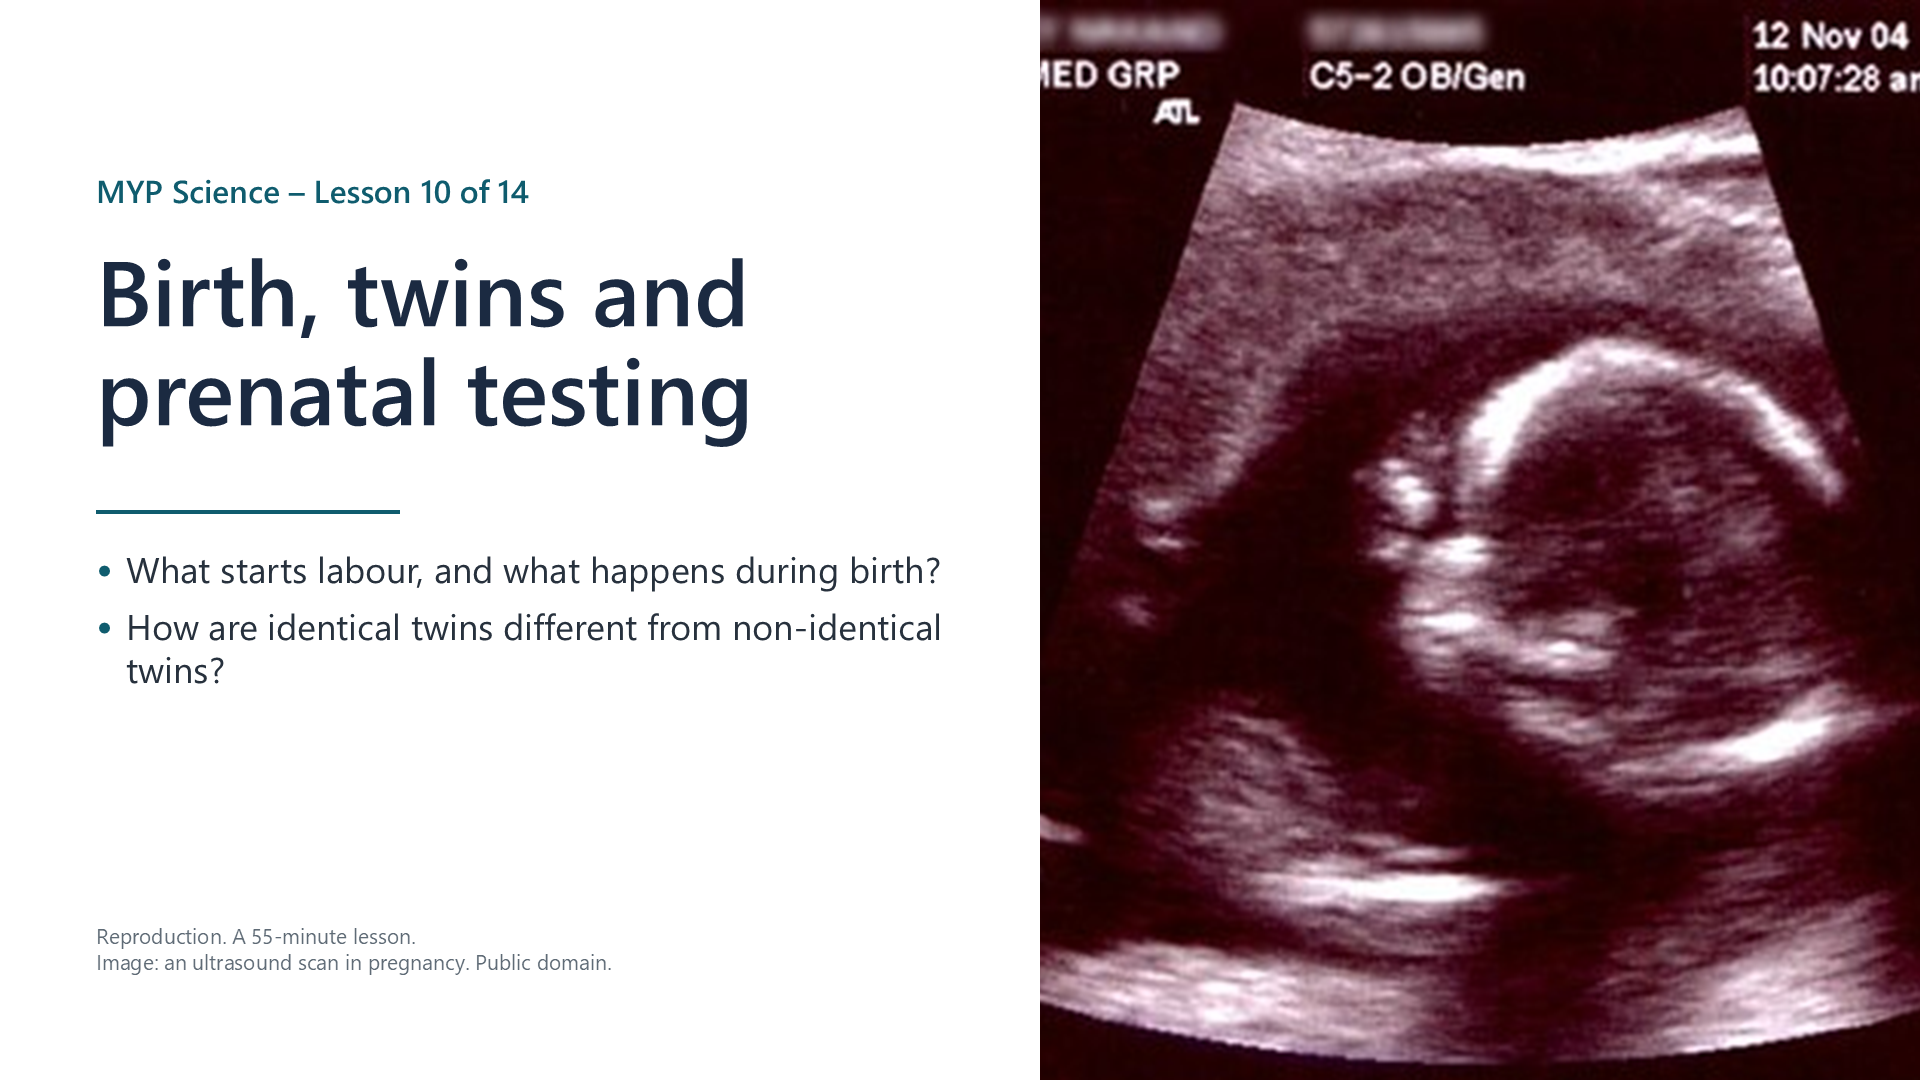 MYP Science – Lesson 10 of 14
Birth, twins and
prenatal testing
• What starts labour, and what happens during birth?
• How are identical twins different from non-identical
twins?
Reproduction. A 55-minute lesson.
Image: an ultrasound scan in pregnancy. Public domain.
12 Nov 04
MED GRP
C5-2 OB/Gen
10:07:28 am
ATL